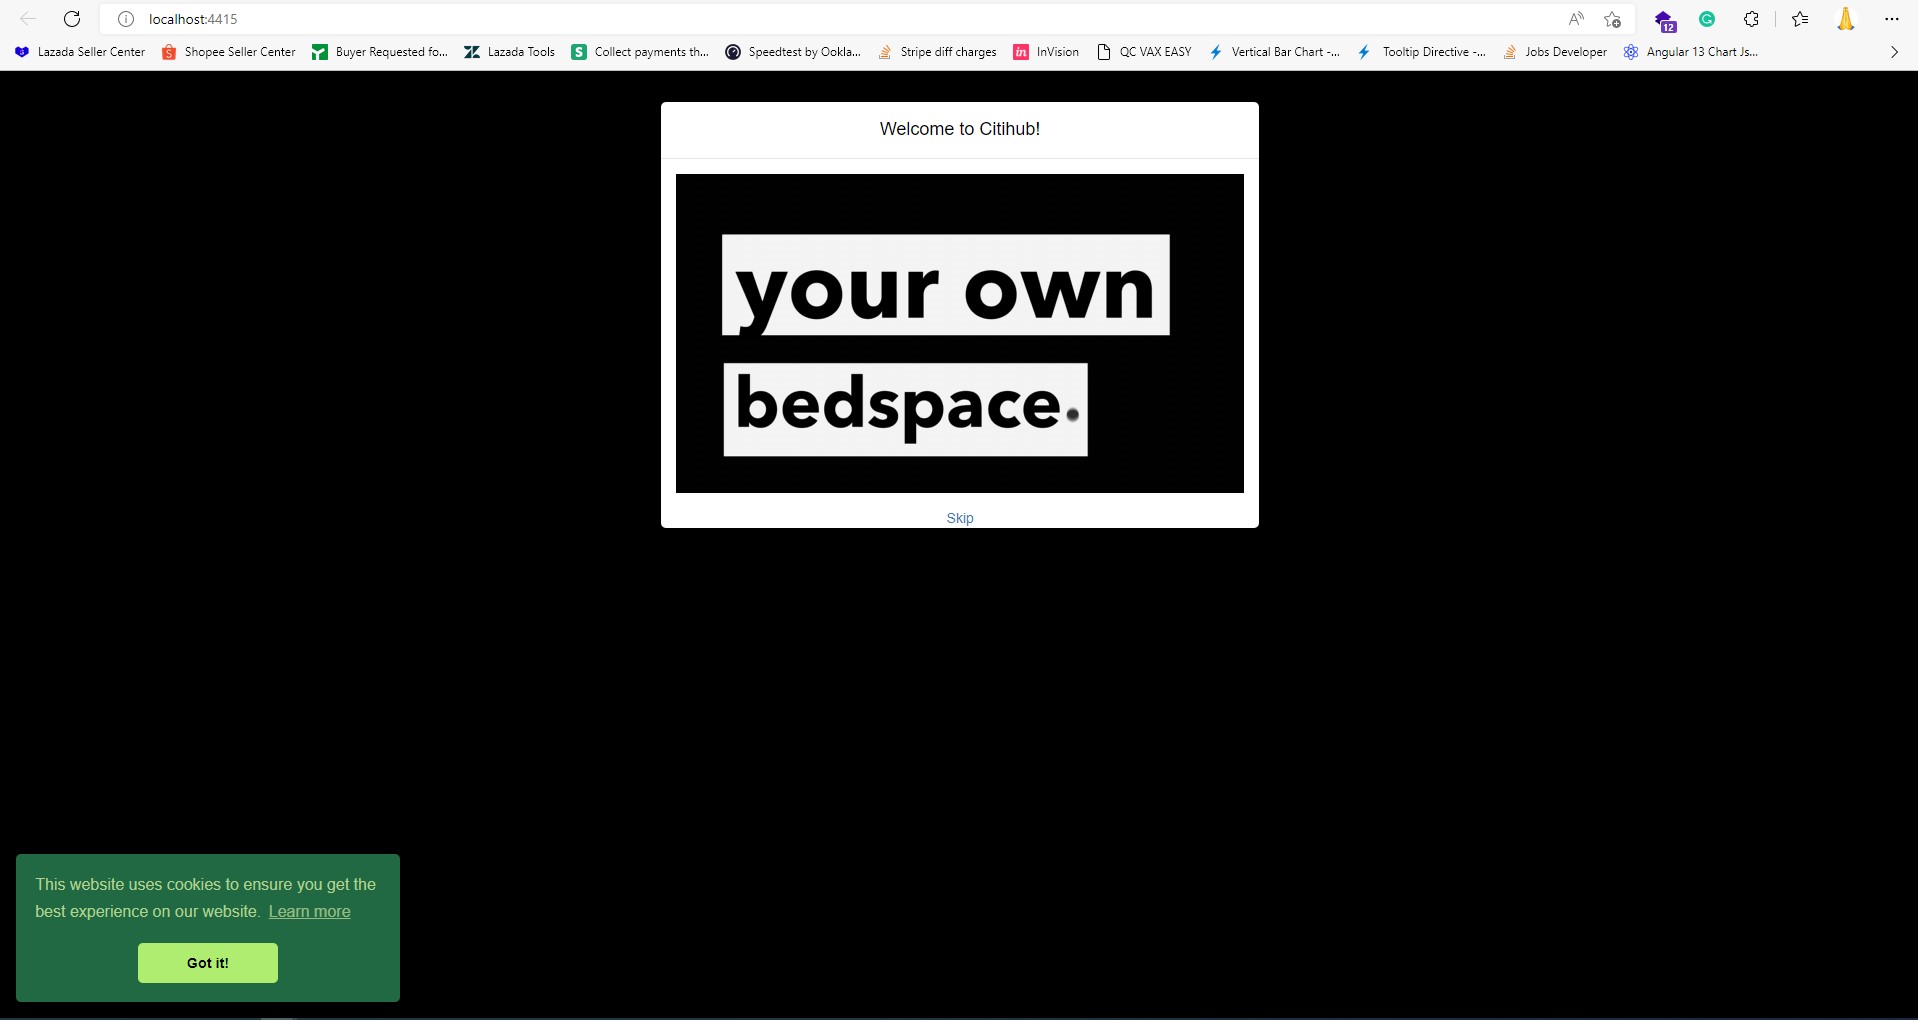 localhost:4415
12
Lazada Seller Center
Shopee Seller Center
Buyer Requested fo...
Lazada Tools
Collect payments th...
Speedtest by Ookla...
Stripe diff charges
InVision
QC VAX EASY
Vertical Bar Chart -...
Tooltip Directive -...
Jobs Developer
Angular 13 Chart Js...
Welcome to Citihub!
your own
bedspace.
Skip
This website uses cookies to ensure you get the
best experience on our website. Learn more
Got it!